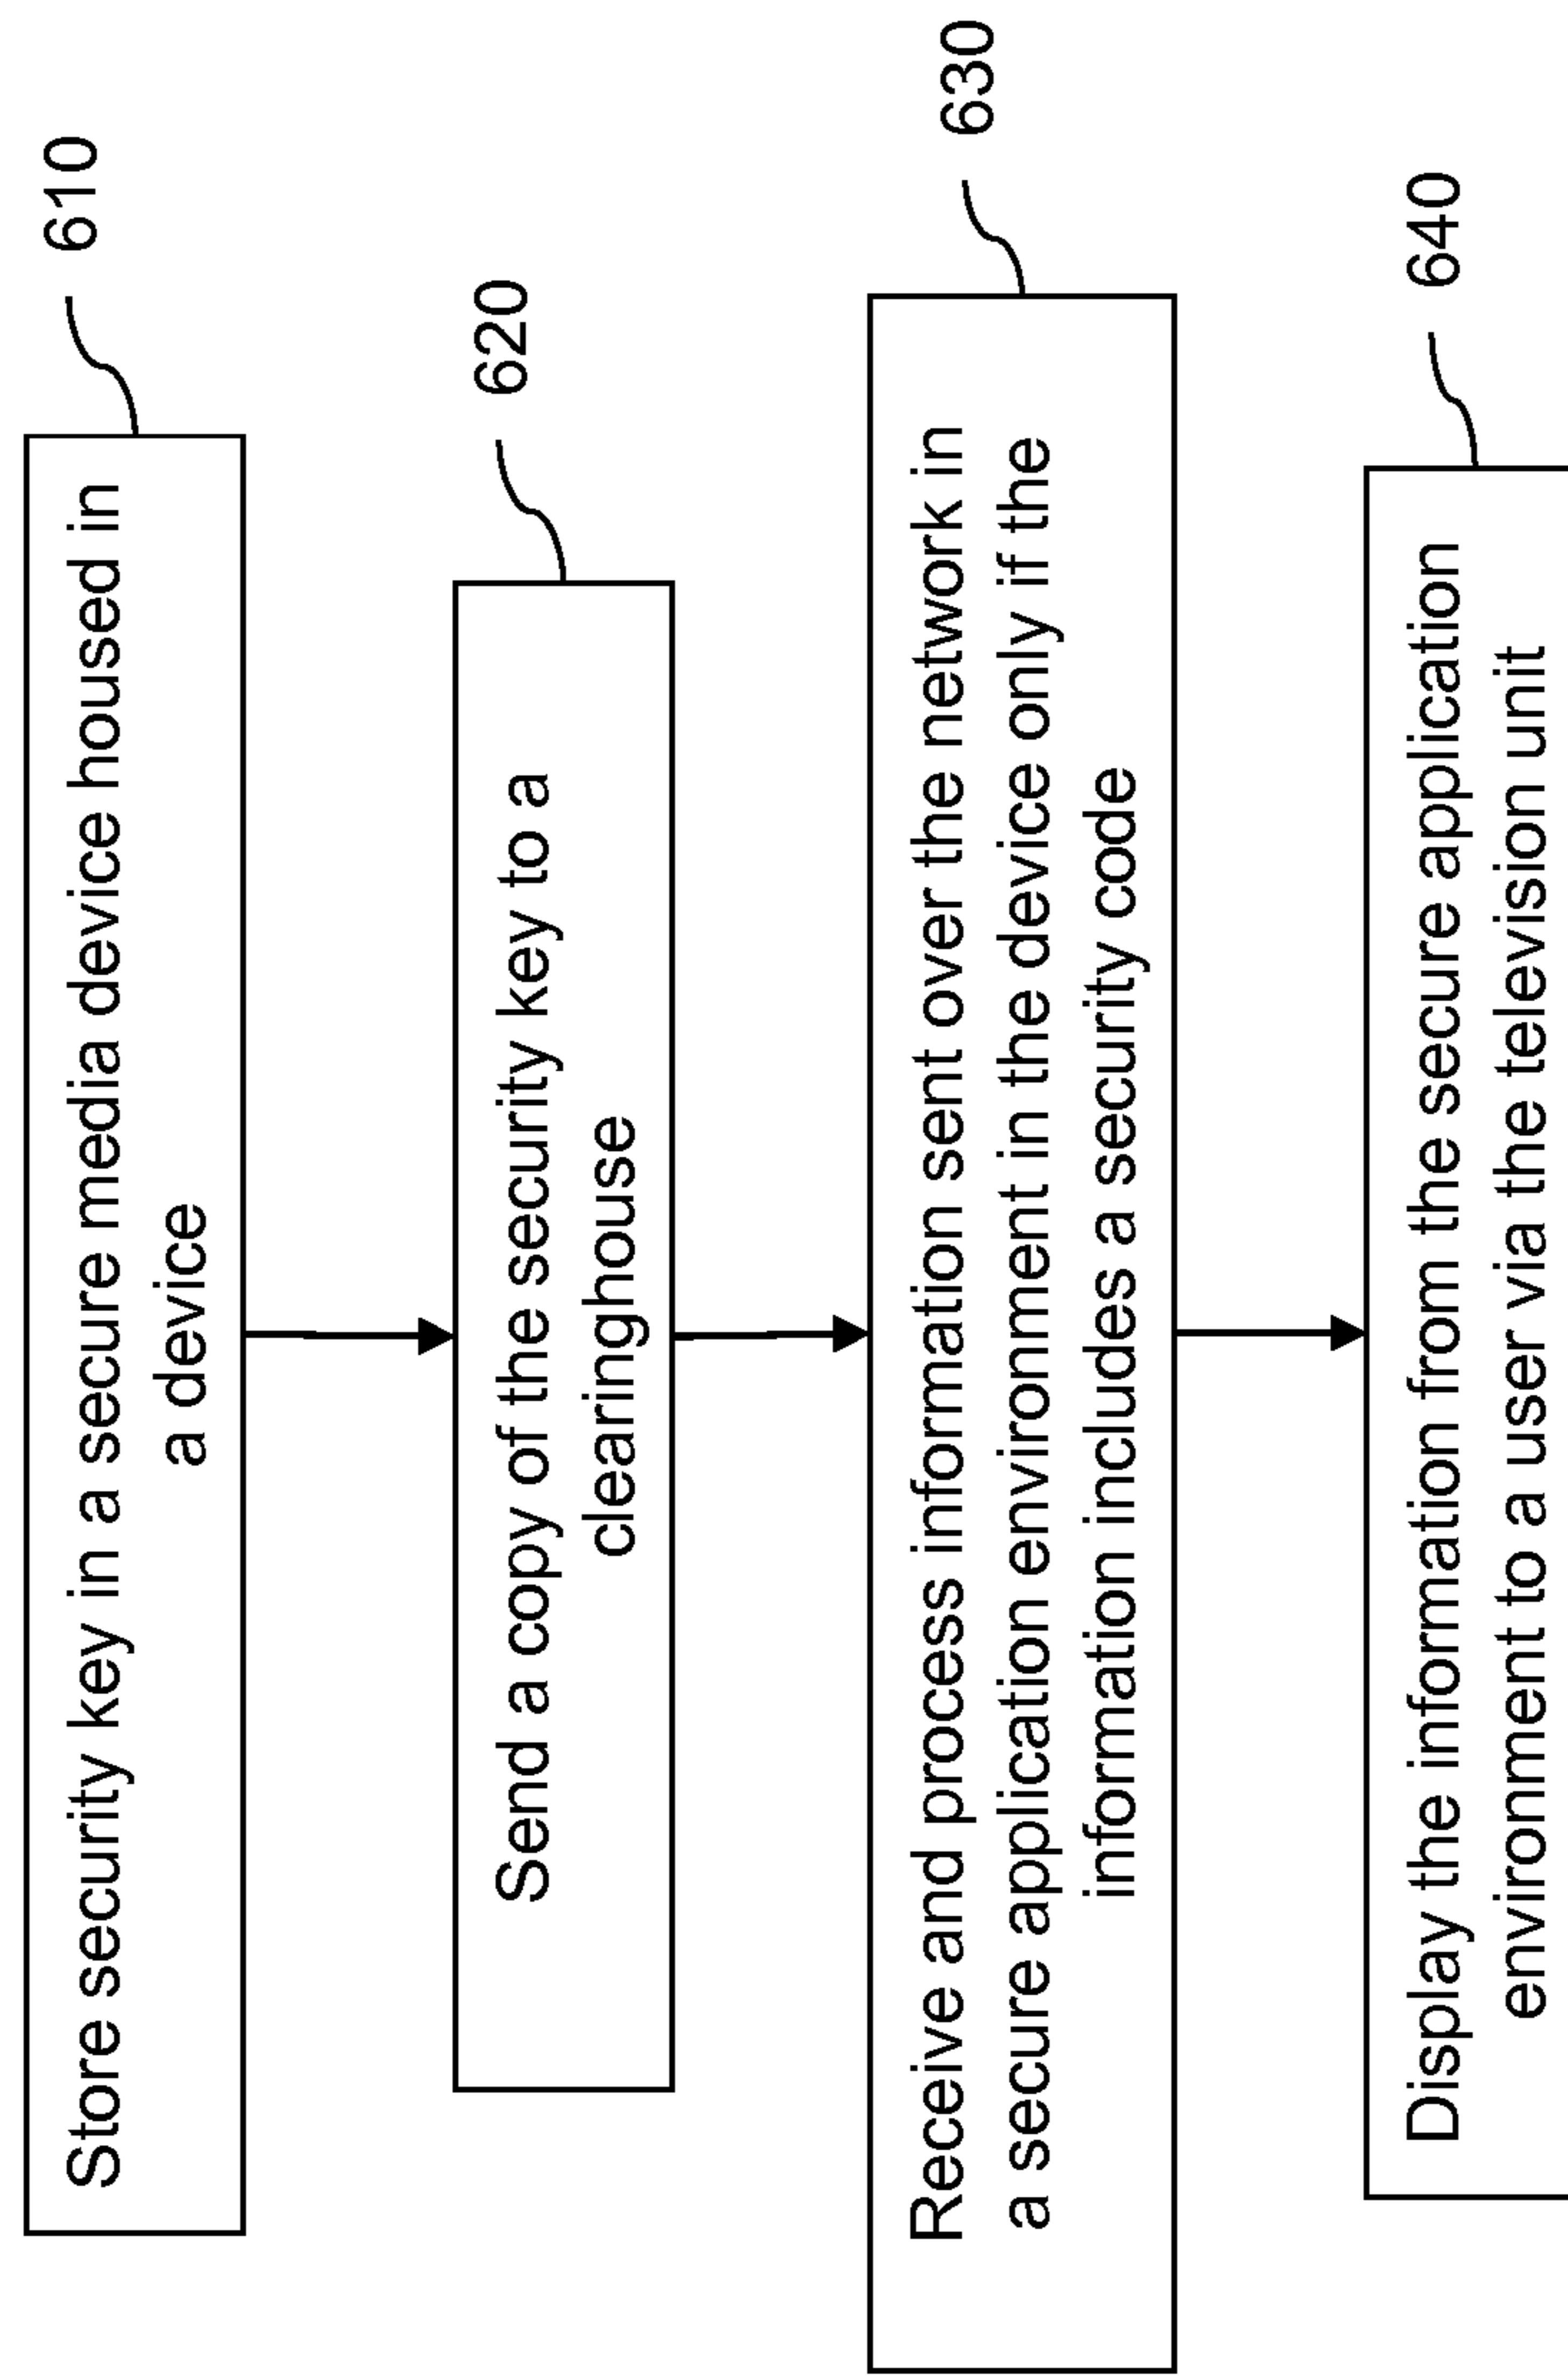 610
Store security key in a secure media device housed in
a device
620
Send a copy of the security key to a
clearinghouse
630
Receive and process information sent over the network in
a secure application environment in the device only if the
information includes a security code
640
Display the information from the secure application
environment to a user via the television unit